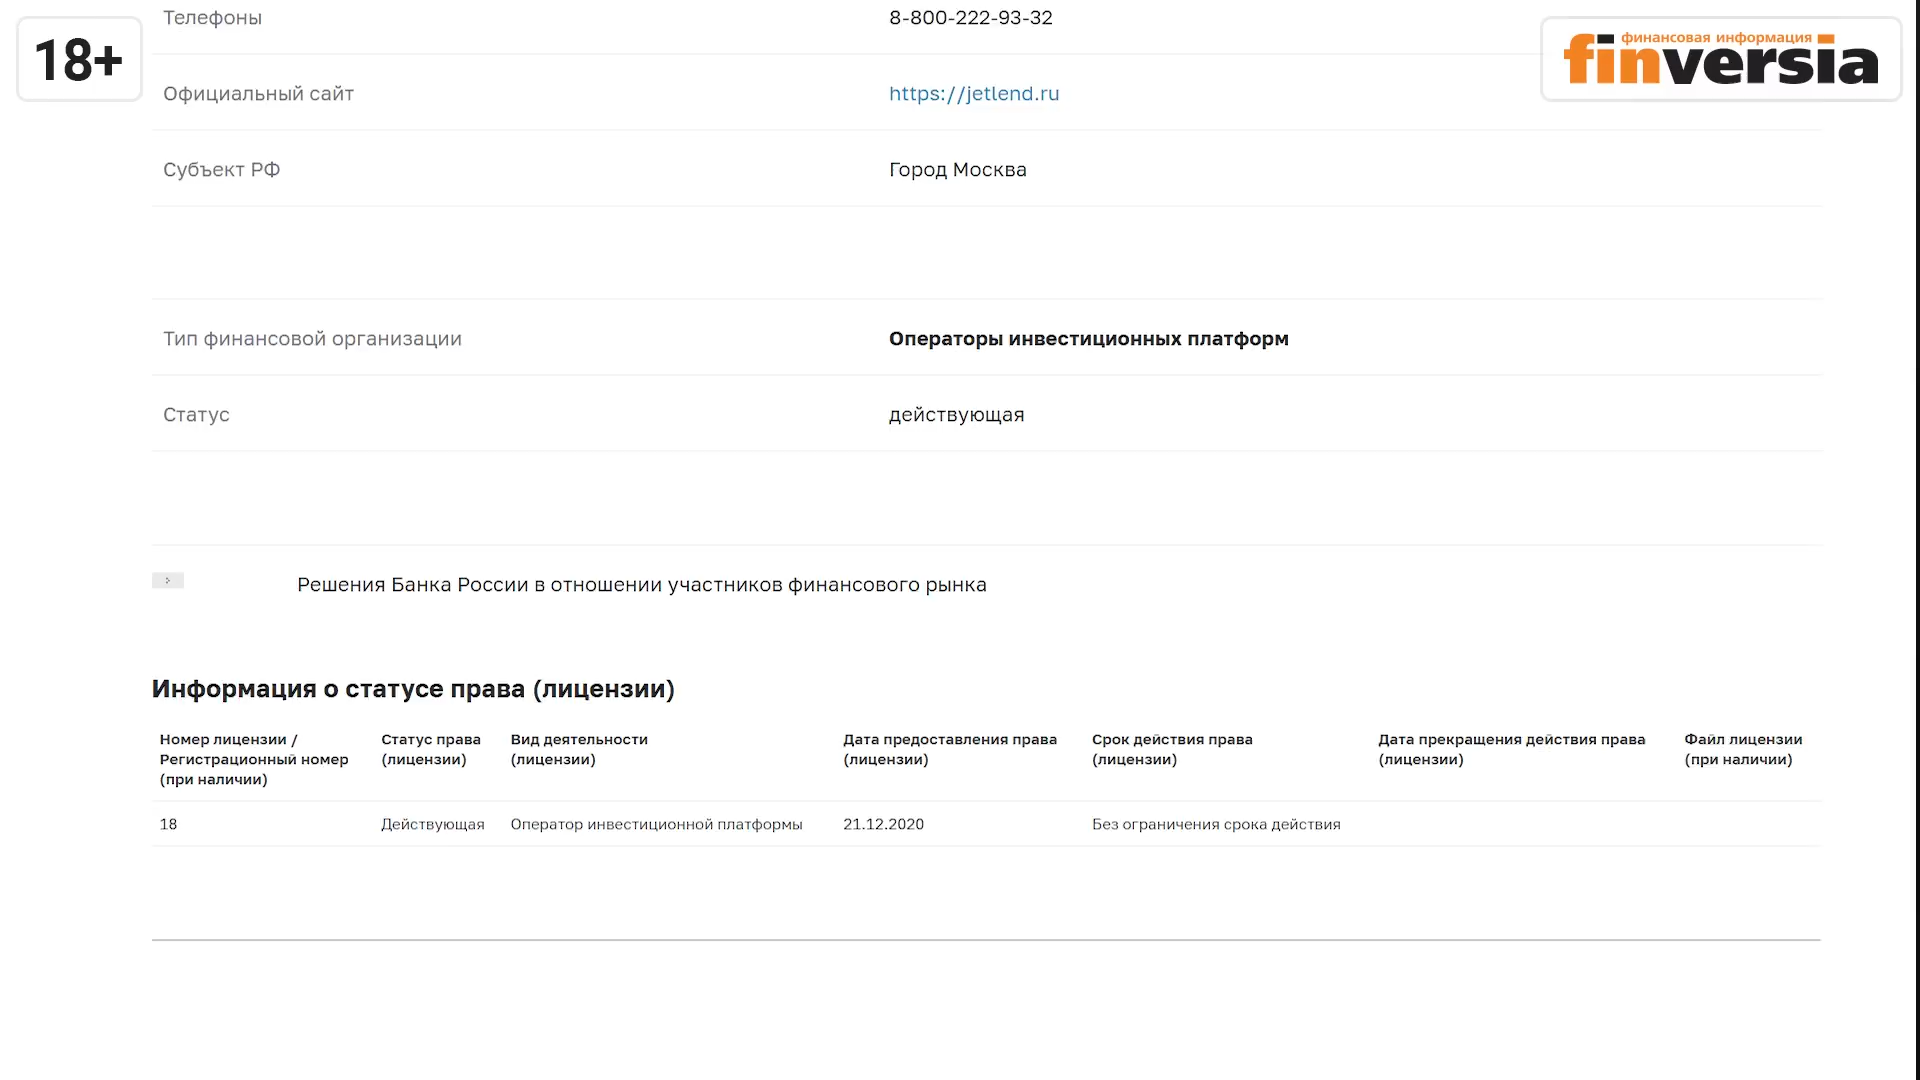 18+
финансовая информация
finversia
Телефоны 8-800-222-93-32
Официальный сайт https://jetlend.ru
Субъект РФ Город Москва
Тип финансовой организации Операторы инвестиционных платформ
Статус действующая
Решения Банка России в отношении участников финансового рынка
Информация о статусе права (лицензии)
Номер лицензии / Статус права Вид деятельности Дата предоставления права Срок действия права Дата прекращения действия права Файл лицензии
Регистрационный номер (лицензии) (лицензии) (лицензии) (лицензии) (лицензии) (при наличии)
(при наличии)
18 Действующая Оператор инвестиционной платформы 21.12.2020 Без ограничения срока действия